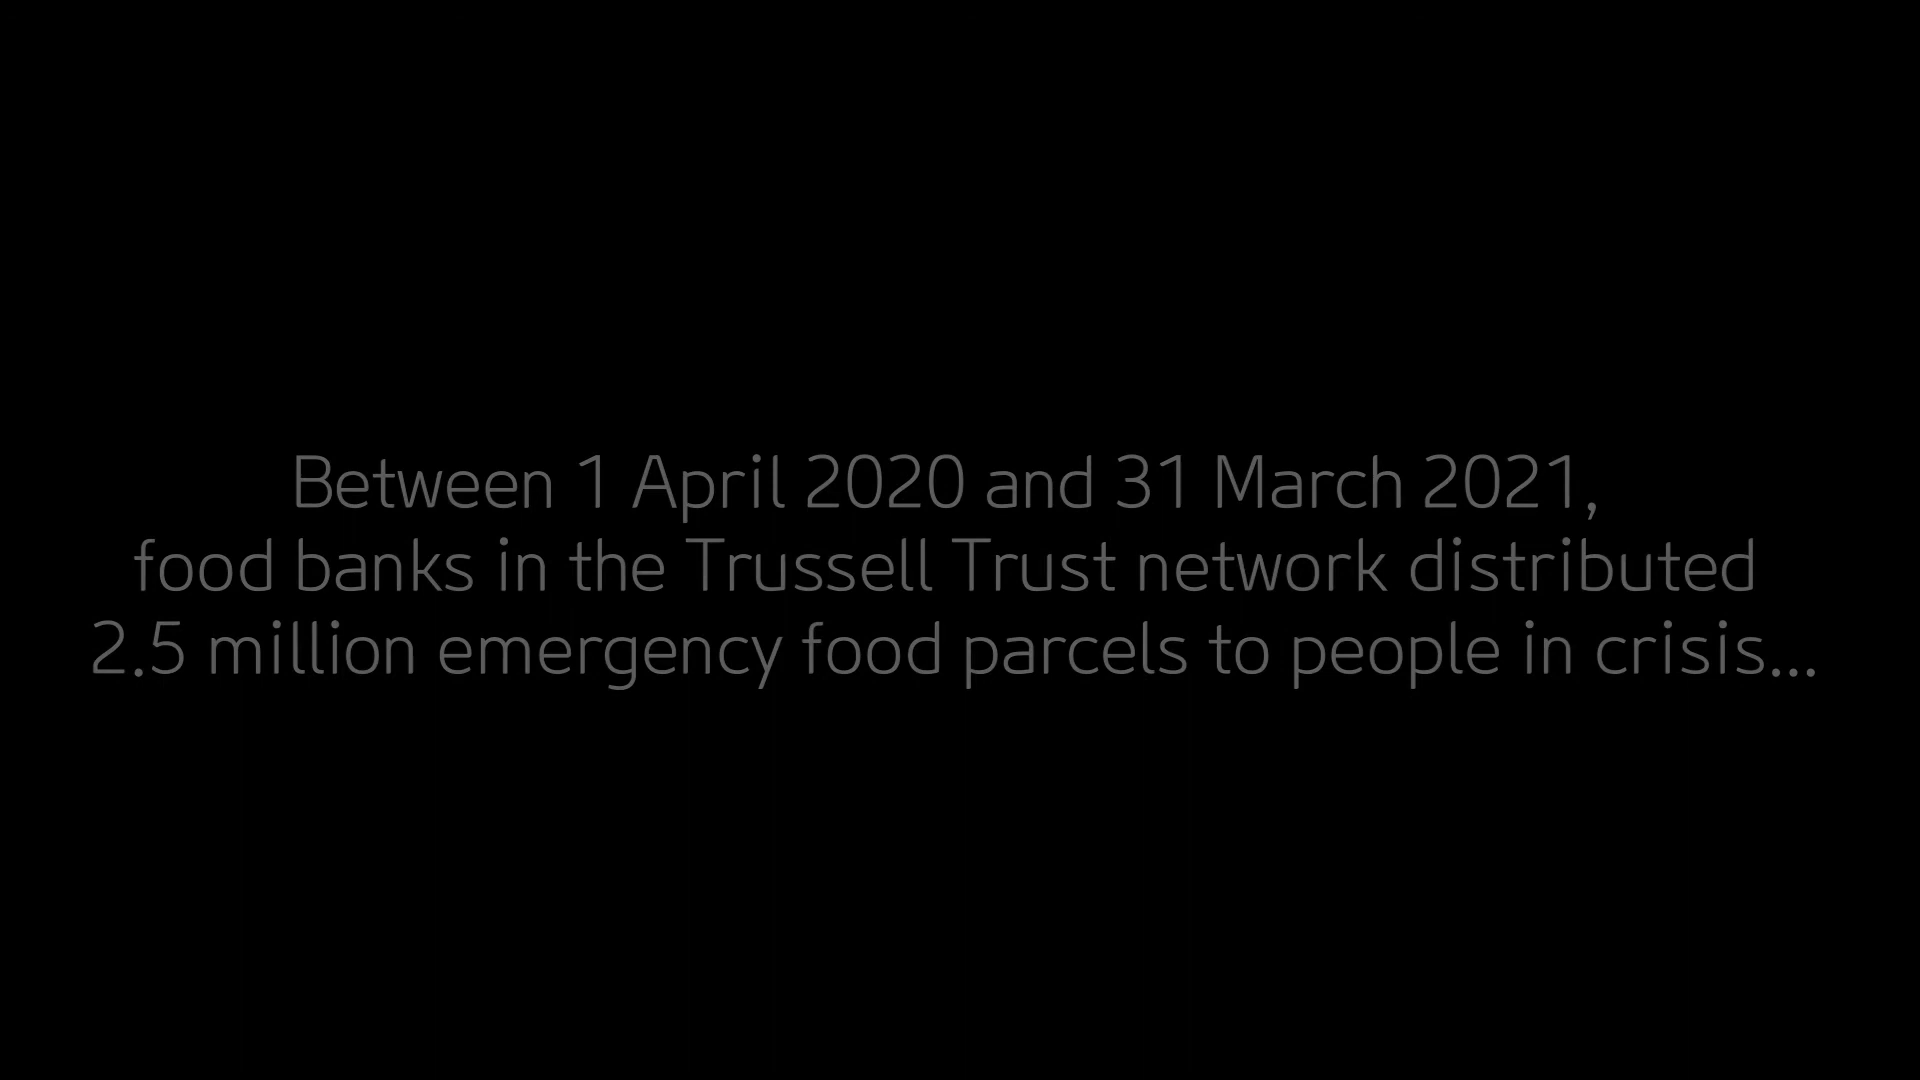 Between 1 April 2020 and 31 March 2021,
food banks in the Trussell Trust network distributed
2.5 million emergency food parcels to people in crisis...